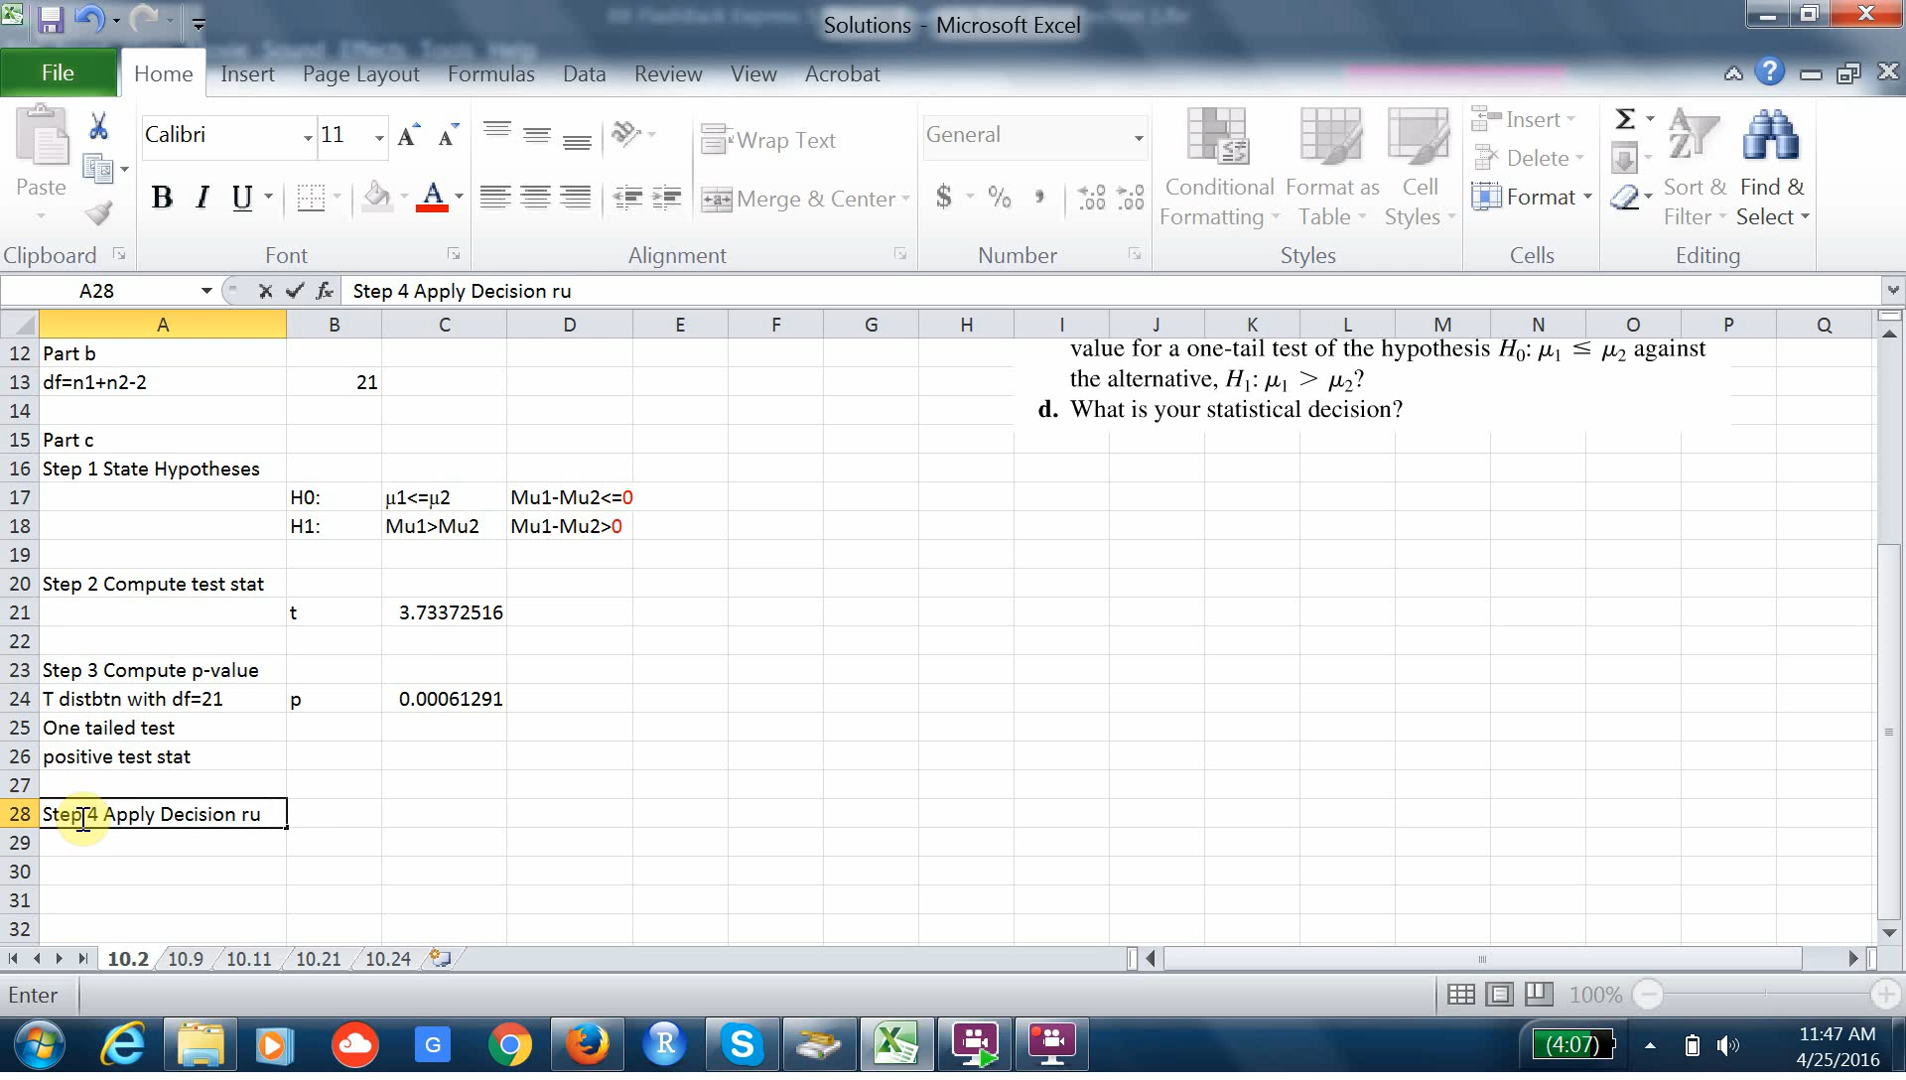 Solutions - Microsoft Excel
File Home Insert Page Layout Formulas Data Review View Acrobat
Paste
Calibri 11
B I U A
Wrap Text
Merge & Center
General
$ % ,
Conditional Formatting
Format as Table
Cell Styles
Insert
Delete
Format
Σ
Sort & Filter
Find & Select
Clipboard Font Alignment Number Styles Cells Editing
A28 fx Step 4 Apply Decision ru
A B C D E F G H I J K L M N O P Q
value for a one-tail test of the hypothesis H₀: μ₁ ≤ μ₂ against
the alternative, H₁: μ₁ > μ₂?
d. What is your statistical decision?
12 Part b
13 df=n1+n2-2 21
14
15 Part c
16 Step 1 State Hypotheses
17 H0: μ1<=μ2 Mu1-Mu2<=0
18 H1: Mu1>Mu2 Mu1-Mu2>0
19
20 Step 2 Compute test stat
21 t 3.73372516
22
23 Step 3 Compute p-value
24 T distbtn with df=21 p 0.00061291
25 One tailed test
26 positive test stat
27
28 Step 4 Apply Decision ru
29
30
31
32
10.2 10.9 10.11 10.21 10.24
Enter 100%
(4:07) 11:47 AM
4/25/2016